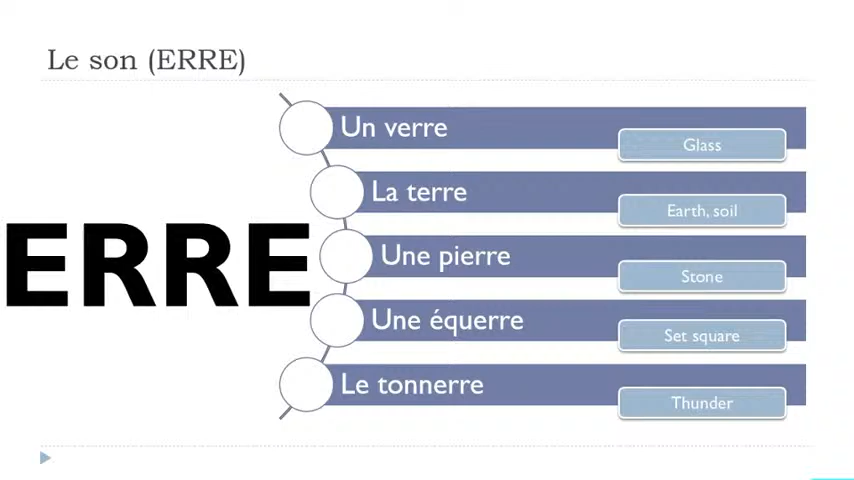 Le son (ERRE)
ERRE
Un verre
Glass
La terre
Earth, soil
Une pierre
Stone
Une équerre
Set square
Le tonnerre
Thunder